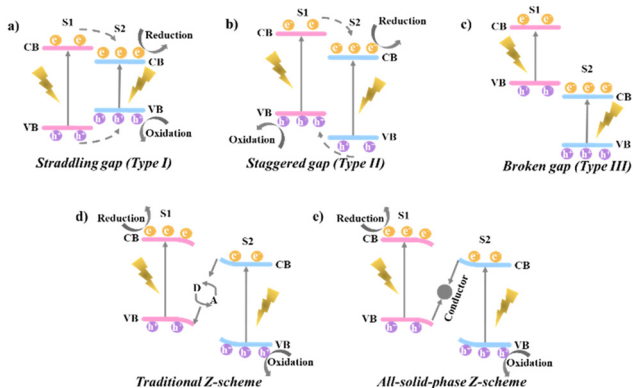 a)
S1
S2
e⁻ e⁻
e⁻ e⁻ e⁻
Reduction
CB
CB
VB
VB
h⁺ h⁺
h⁺ h⁺ h⁺
Oxidation
Straddling gap (Type I)
b)
S1
S2
e⁻ e⁻
e⁻ e⁻ e⁻
Reduction
CB
CB
VB
VB
h⁺ h⁺ h⁺
h⁺ h⁺
Oxidation
Staggered gap (Type II)
c)
S1
e⁻ e⁻
CB
S2
VB
h⁺ h⁺
e⁻ e⁻ e⁻
CB
VB
h⁺ h⁺ h⁺
Broken gap (Type III)
d)
Reduction
S1
e⁻ e⁻ e⁻
CB
S2
e⁻ e⁻
CB
D
A
VB
h⁺ h⁺
VB
h⁺ h⁺ h⁺
Oxidation
Traditional Z-scheme
e)
Reduction
S1
e⁻ e⁻ e⁻
CB
S2
e⁻ e⁻
CB
Conductor
VB
h⁺ h⁺
VB
h⁺ h⁺ h⁺
Oxidation
All-solid-phase Z-scheme